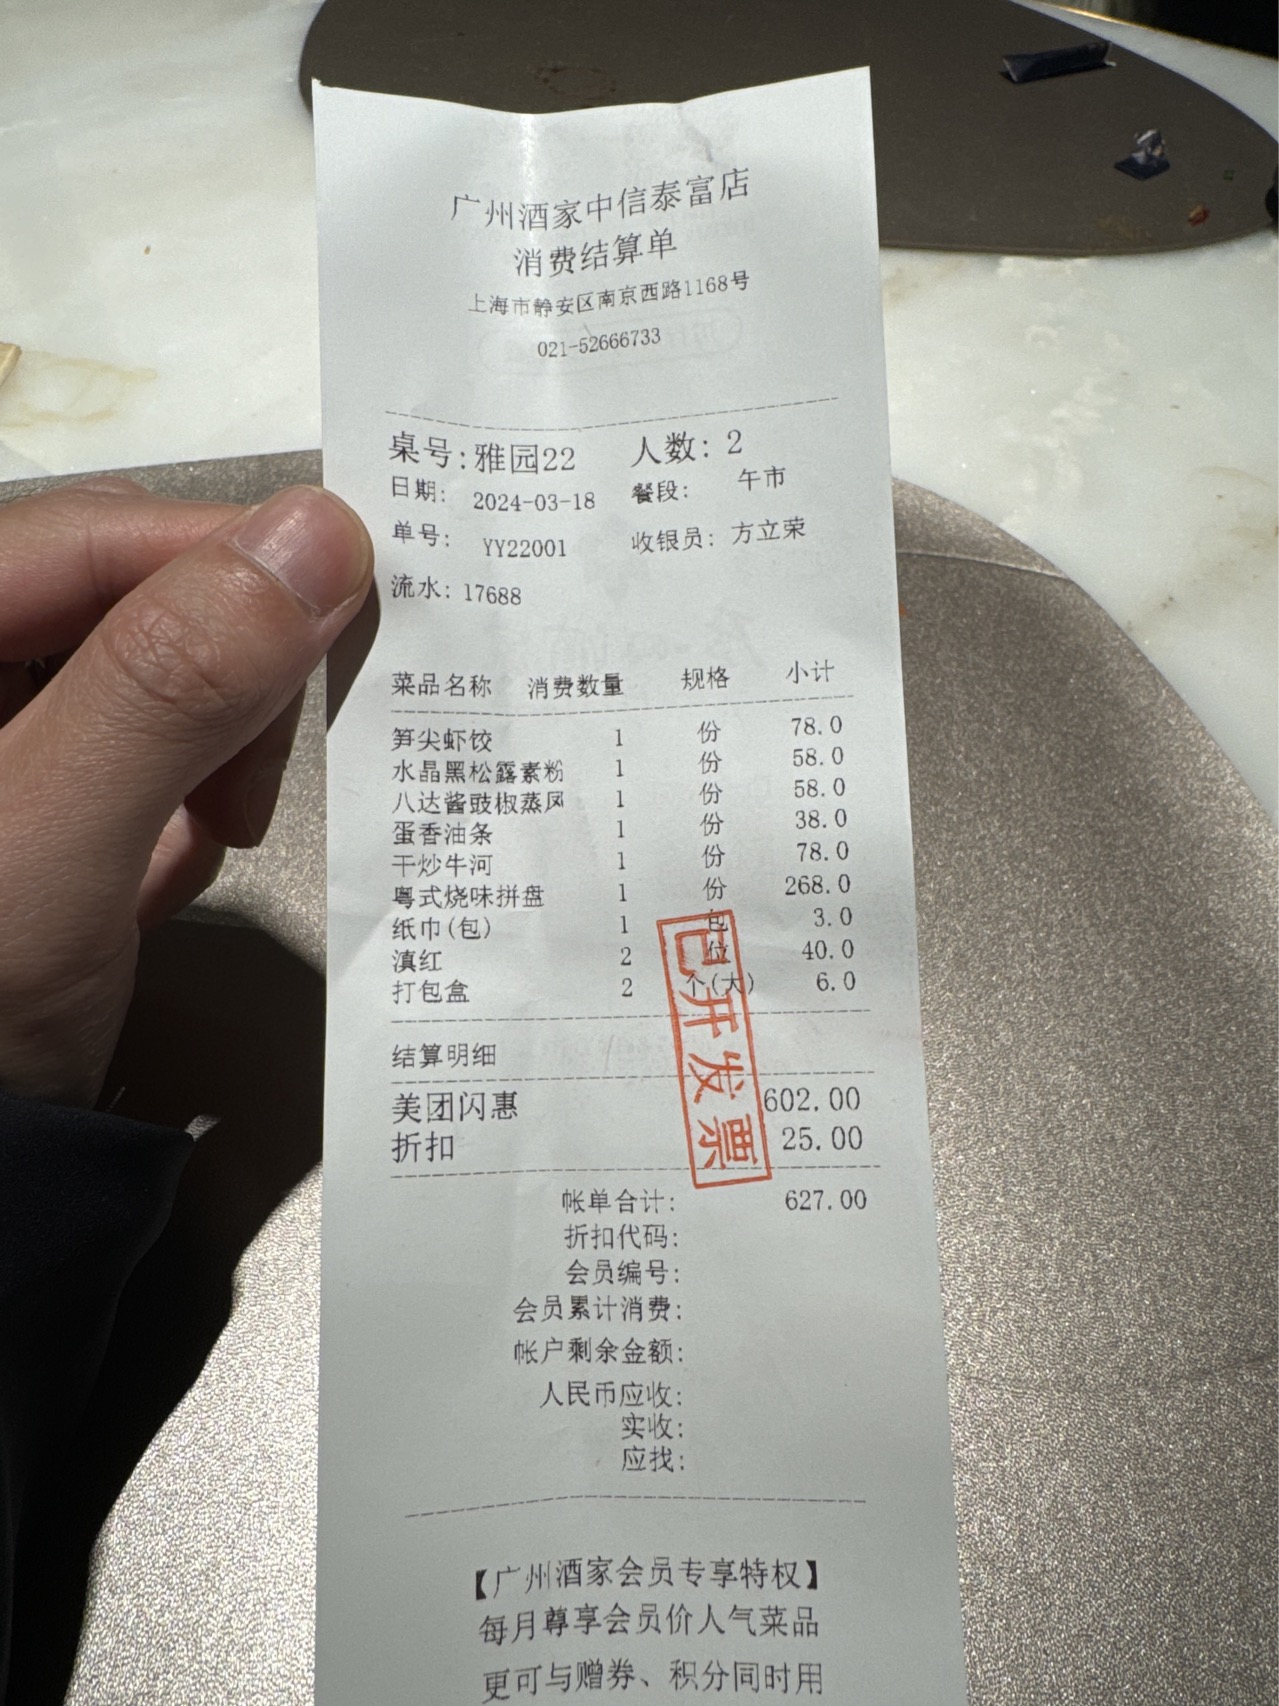 广州酒家中信泰富店
消费结算单
上海市静安区南京西路1168号
021-52666733
桌号:雅园22 人数: 2
日期: 2024-03-18 餐段: 午市
单号: YY22001 收银员: 方立荣
流水: 17688
菜品名称 消费数量 规格 小计
笋尖虾饺 1 份 78.0
水晶黑松露素粉 1 份 58.0
八达酱豉椒蒸凤 1 份 58.0
蛋香油条 1 份 38.0
干炒牛河 1 份 78.0
粤式烧味拼盘 1 份 268.0
纸巾(包) 1 包 3.0
滇红 2 位 40.0
打包盒 2 个(大) 6.0
已开发票
结算明细
美团闪惠 602.00
折扣 25.00
帐单合计: 627.00
折扣代码:
会员编号:
会员累计消费:
帐户剩余金额:
人民币应收:
实收:
应找:
【广州酒家会员专享特权】
每月尊享会员价人气菜品
更可与赠券、积分同时用